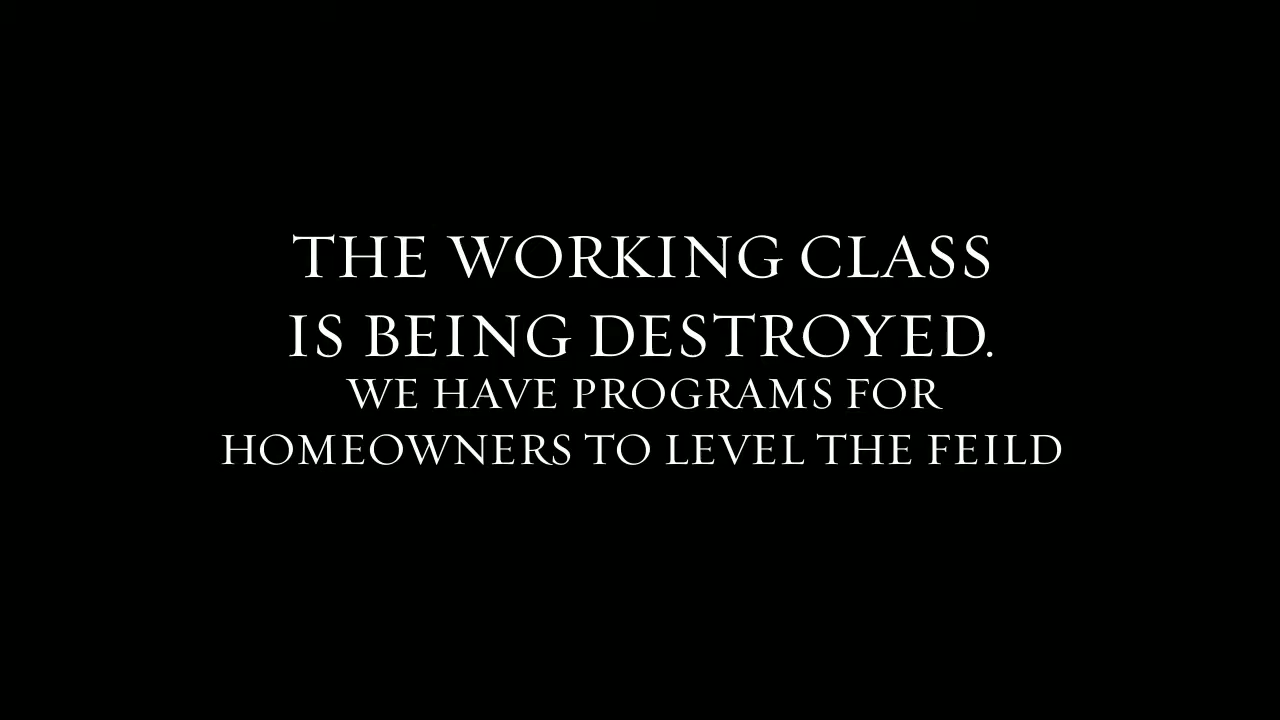 THE WORKING CLASS
IS BEING DESTROYED.
WE HAVE PROGRAMS FOR
HOMEOWNERS TO LEVEL THE FEILD